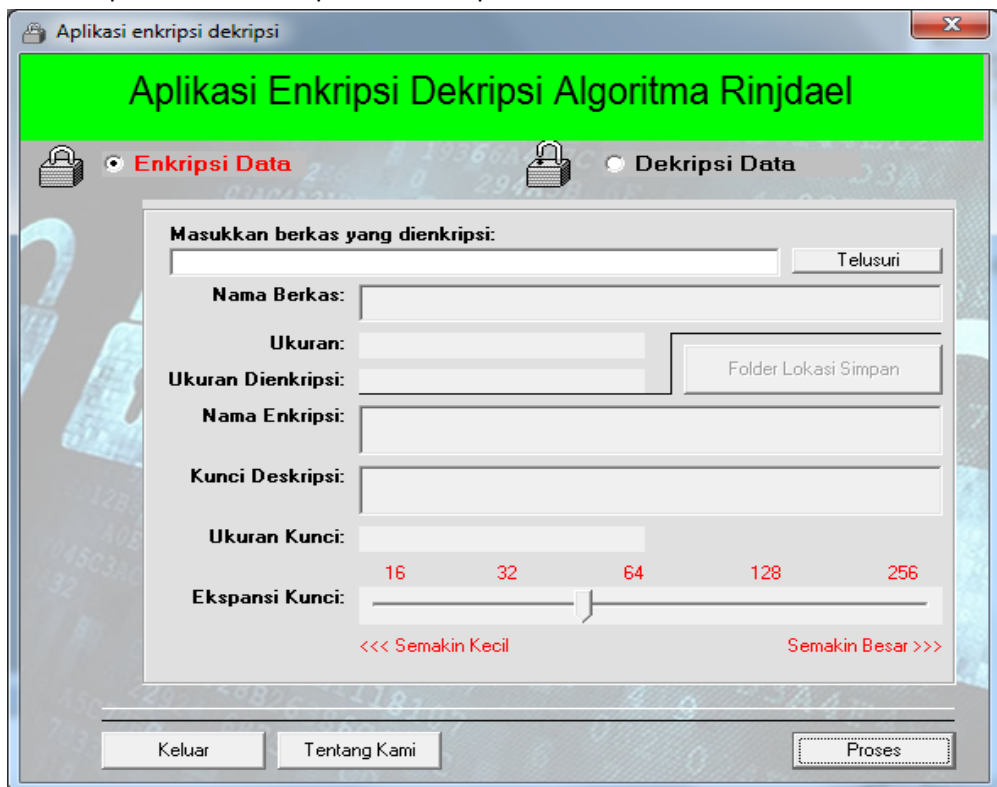 Aplikasi enkripsi dekripsi
Aplikasi Enkripsi Dekripsi Algoritma Rinjdael
Enkripsi Data Dekripsi Data
Masukkan berkas yang dienkripsi:
Telusuri
Nama Berkas:
Ukuran:
Folder Lokasi Simpan
Ukuran Dienkripsi:
Nama Enkripsi:
Kunci Deskripsi:
Ukuran Kunci:
16 32 64 128 256
Ekspansi Kunci:
<<< Semakin Kecil Semakin Besar >>>
Keluar Tentang Kami Proses